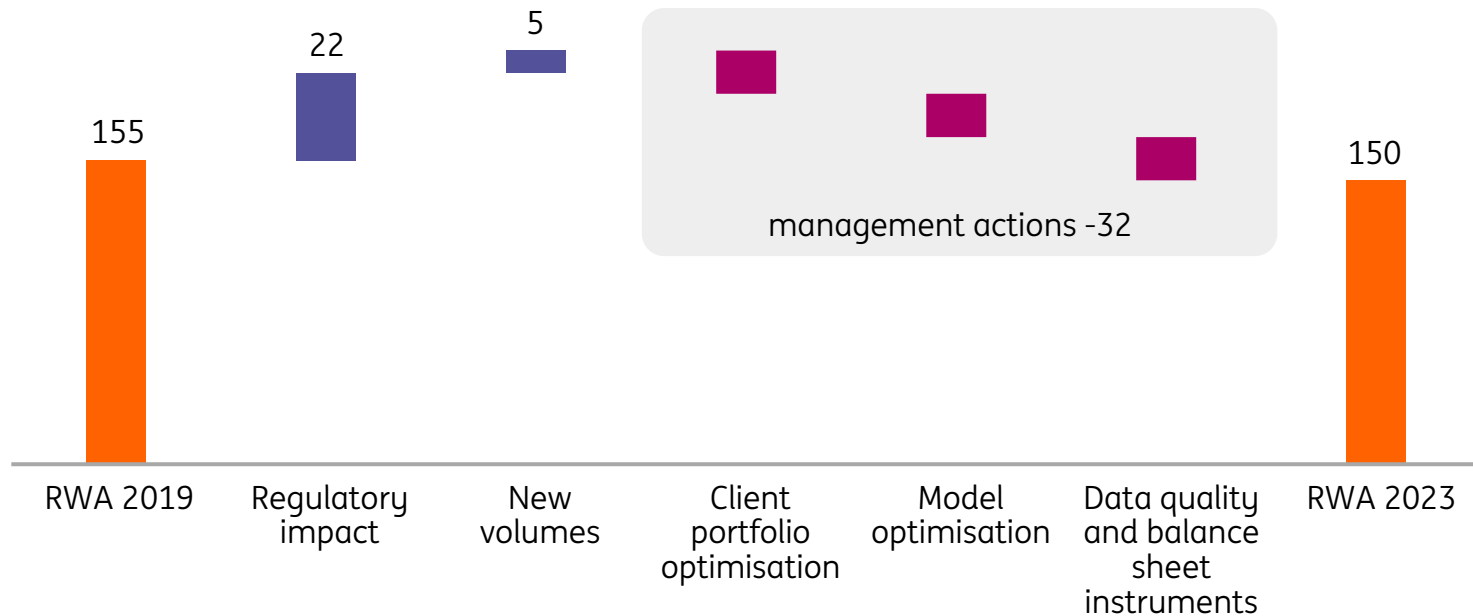 5
22
155
150
management actions -32
RWA 2019
Regulatory
impact
New
volumes
Client
portfolio
optimisation
Model
optimisation
Data quality
and balance
sheet
instruments
RWA 2023